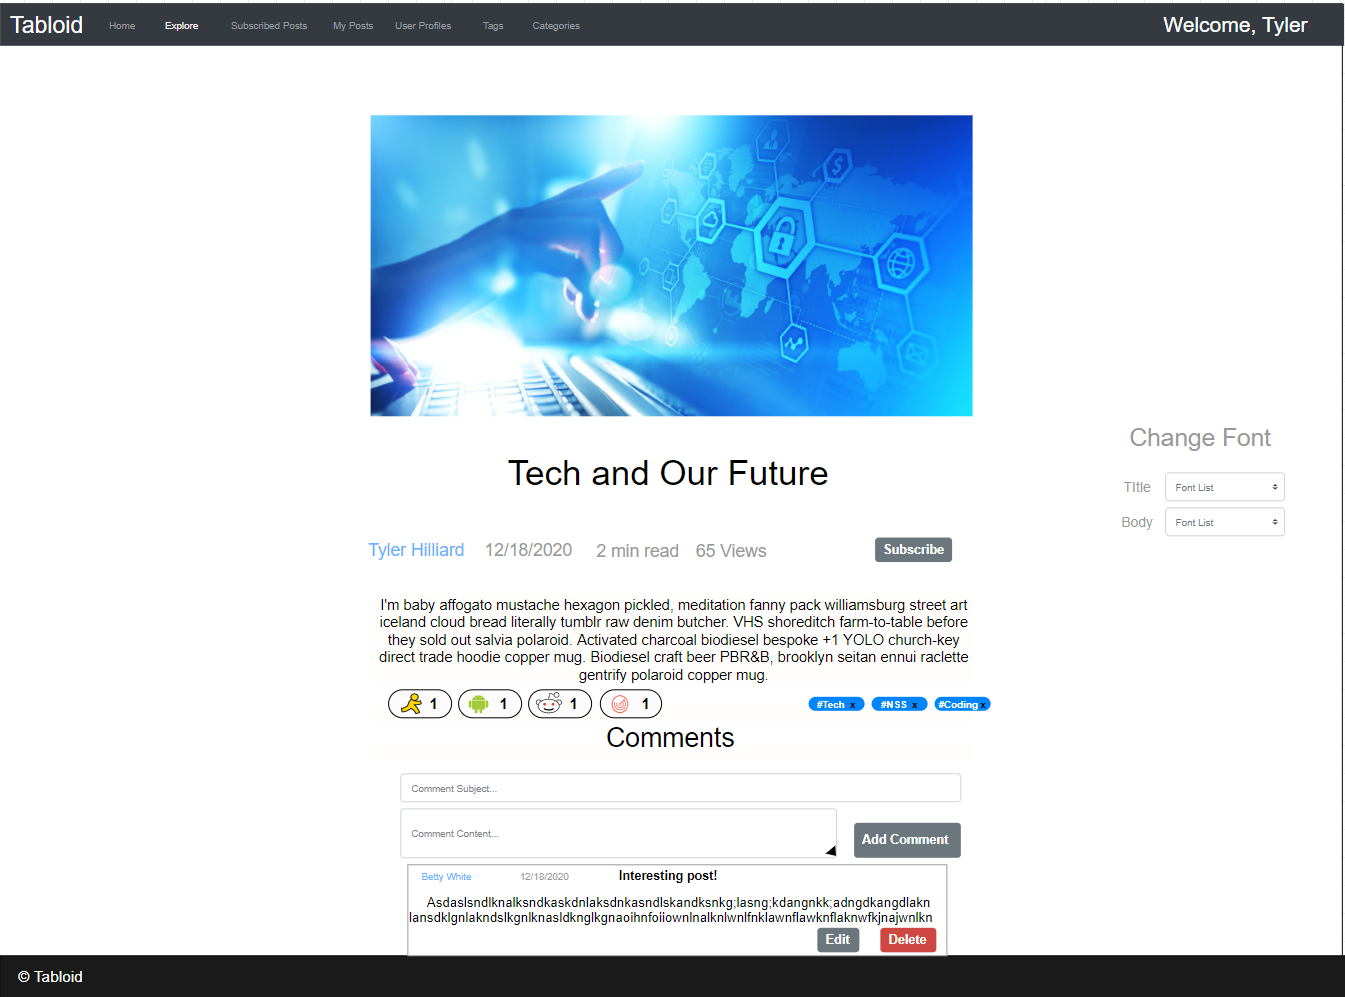 Tabloid Home Explore Subscribed Posts My Posts User Profiles Tags Categories Welcome, Tyler
Change Font
Tech and Our Future
TItle Font List
Body Font List
Tyler Hilliard 12/18/2020 2 min read 65 Views Subscribe
I'm baby affogato mustache hexagon pickled, meditation fanny pack williamsburg street art
iceland cloud bread literally tumblr raw denim butcher. VHS shoreditch farm-to-table before
they sold out salvia polaroid. Activated charcoal biodiesel bespoke +1 YOLO church-key
direct trade hoodie copper mug. Biodiesel craft beer PBR&B, brooklyn seitan ennui raclette
gentrify polaroid copper mug.
1 1 1 1 #Tech x #NSS x #Coding x
Comments
Comment Subject...
Comment Content...
Add Comment
Betty White 12/18/2020 Interesting post!
Asdaslsndlknalksndkaskdnlaksdnkasndlskandksnkg;lasng;kdangnkk;adngdkangdlakn
lansdklgnlakndslkgnlknasldknglkgnaoihnfoiiownlnalknlwnlfnklawnflawknflaknwfkjnajwnlkn
Edit Delete
© Tabloid